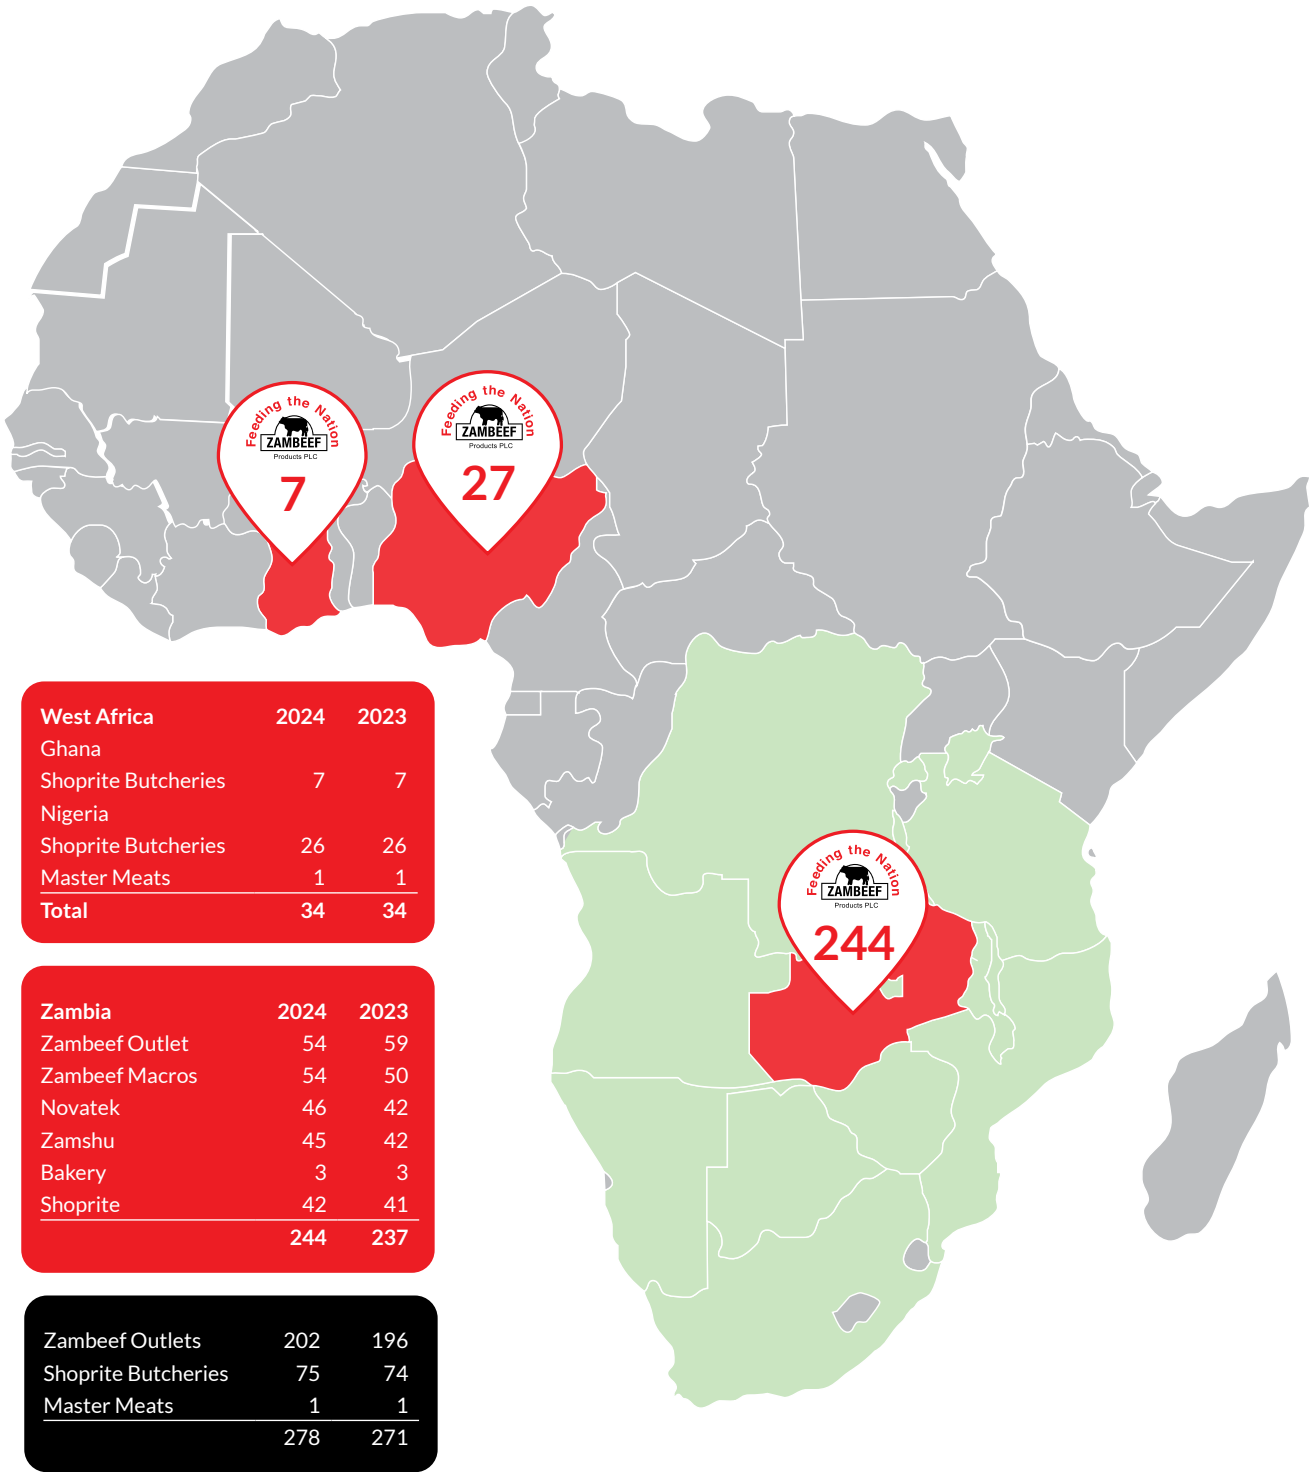 Feeding the Nation
ZAMBEEF
Products PLC
7
Feeding the Nation
ZAMBEEF
Products PLC
27
Feeding the Nation
ZAMBEEF
Products PLC
244
West Africa 2024 2023
Ghana
Shoprite Butcheries 7 7
Nigeria
Shoprite Butcheries 26 26
Master Meats 1 1
Total 34 34
Zambia 2024 2023
Zambeef Outlet 54 59
Zambeef Macros 54 50
Novatek 46 42
Zamshu 45 42
Bakery 3 3
Shoprite 42 41
244 237
Zambeef Outlets 202 196
Shoprite Butcheries 75 74
Master Meats 1 1
278 271